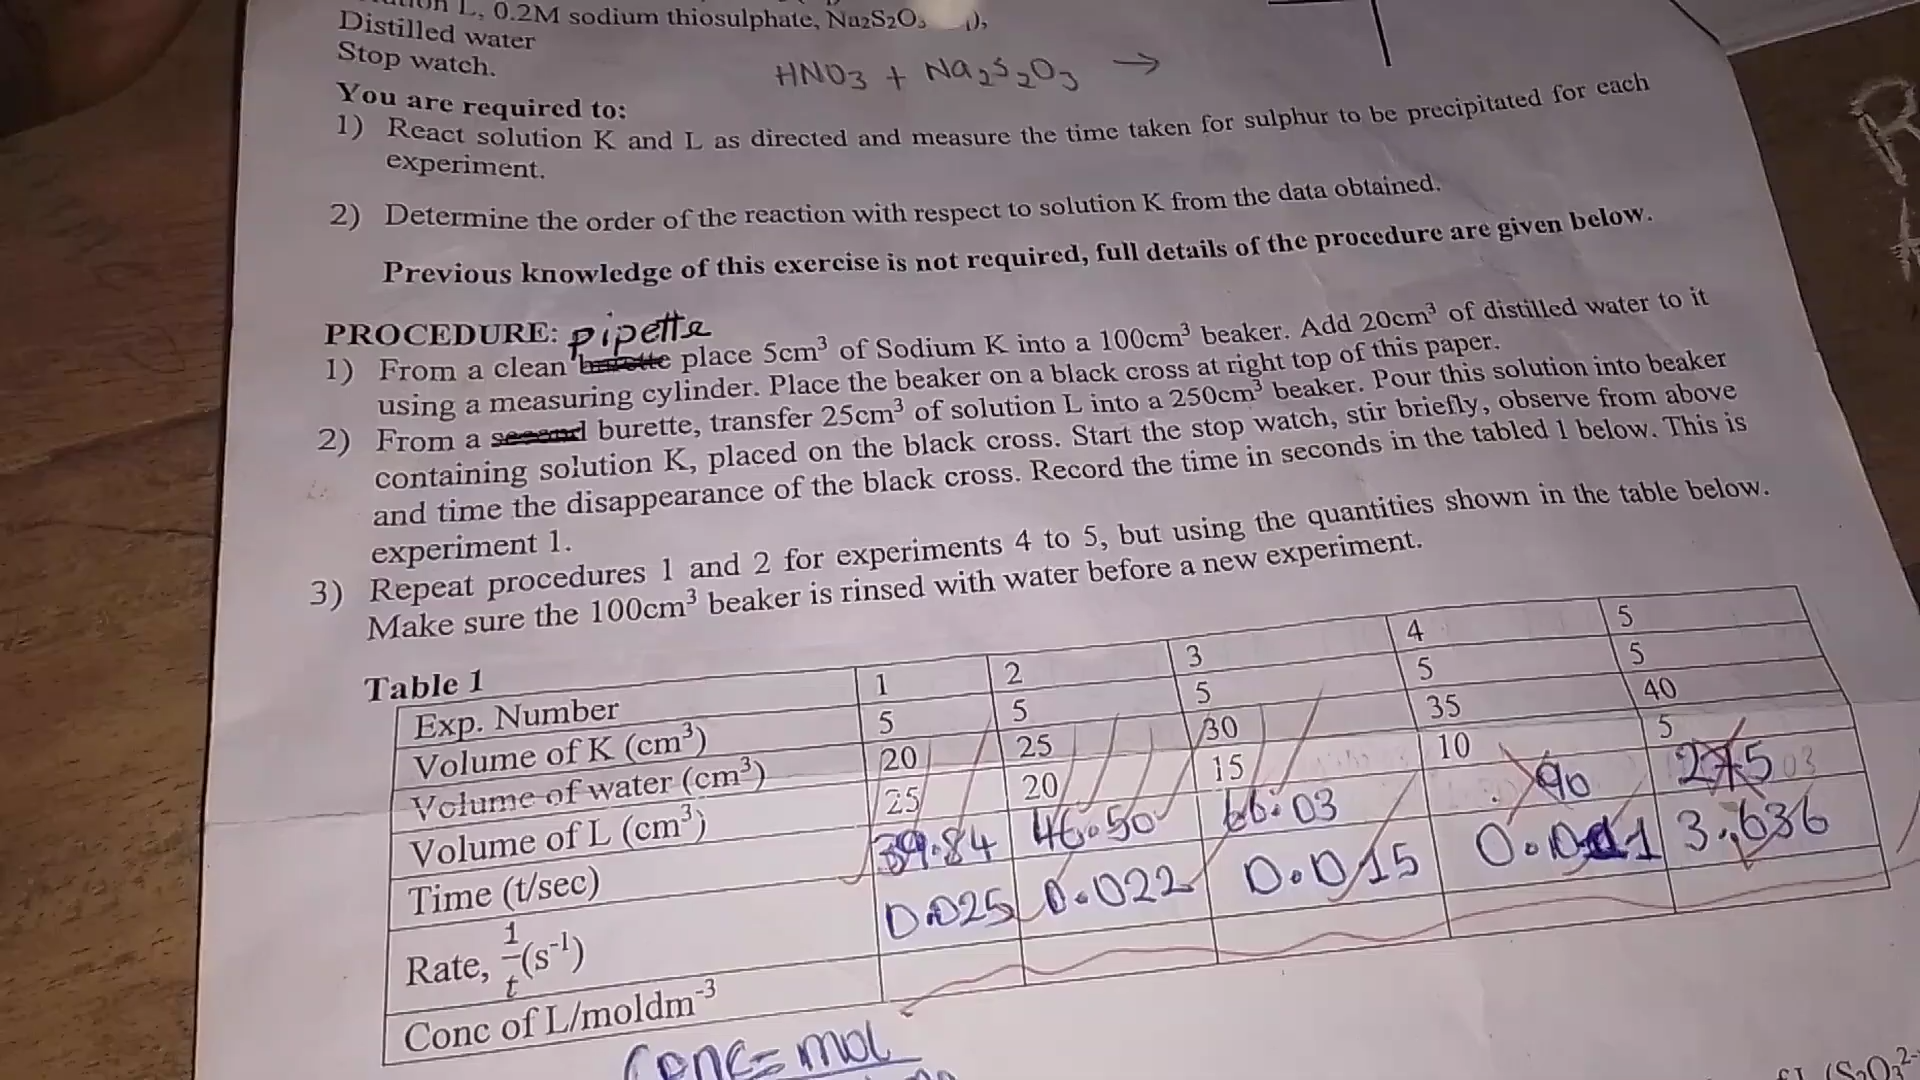 L, 0.2M sodium thiosulphate, Na₂S₂O₃
Distilled water
Stop watch.
HNO₃ + Na₂S₂O₃ →
You are required to:
1) React solution K and L as directed and measure the time taken for sulphur to be precipitated for each
experiment.
2) Determine the order of the reaction with respect to solution K from the data obtained.
Previous knowledge of this exercise is not required, full details of the procedure are given below.
PROCEDURE: pipette
1) From a clean place 5cm³ of Sodium K into a 100cm³ beaker. Add 20cm³ of distilled water to it
using a measuring cylinder. Place the beaker on a black cross at right top of this paper.
2) From a second burette, transfer 25cm³ of solution L into a 250cm³ beaker. Pour this solution into beaker
containing solution K, placed on the black cross. Start the stop watch, stir briefly, observe from above
and time the disappearance of the black cross. Record the time in seconds in the tabled 1 below. This is
experiment 1.
3) Repeat procedures 1 and 2 for experiments 4 to 5, but using the quantities shown in the table below.
Make sure the 100cm³ beaker is rinsed with water before a new experiment.
Table 1
Exp. Number 1 2 3 4 5
Volume of K (cm³) 5 5 5 5 5
Volume of water (cm³) 20 25 30 35 40
Volume of L (cm³) 25 20 15 10 5
Time (t/sec) 39.84 46.50 66.03 90 275
Rate, 1/t (s⁻¹) 0.025 0.022 0.015 0.011 3.636
Conc of L/moldm⁻³
Conc = mol